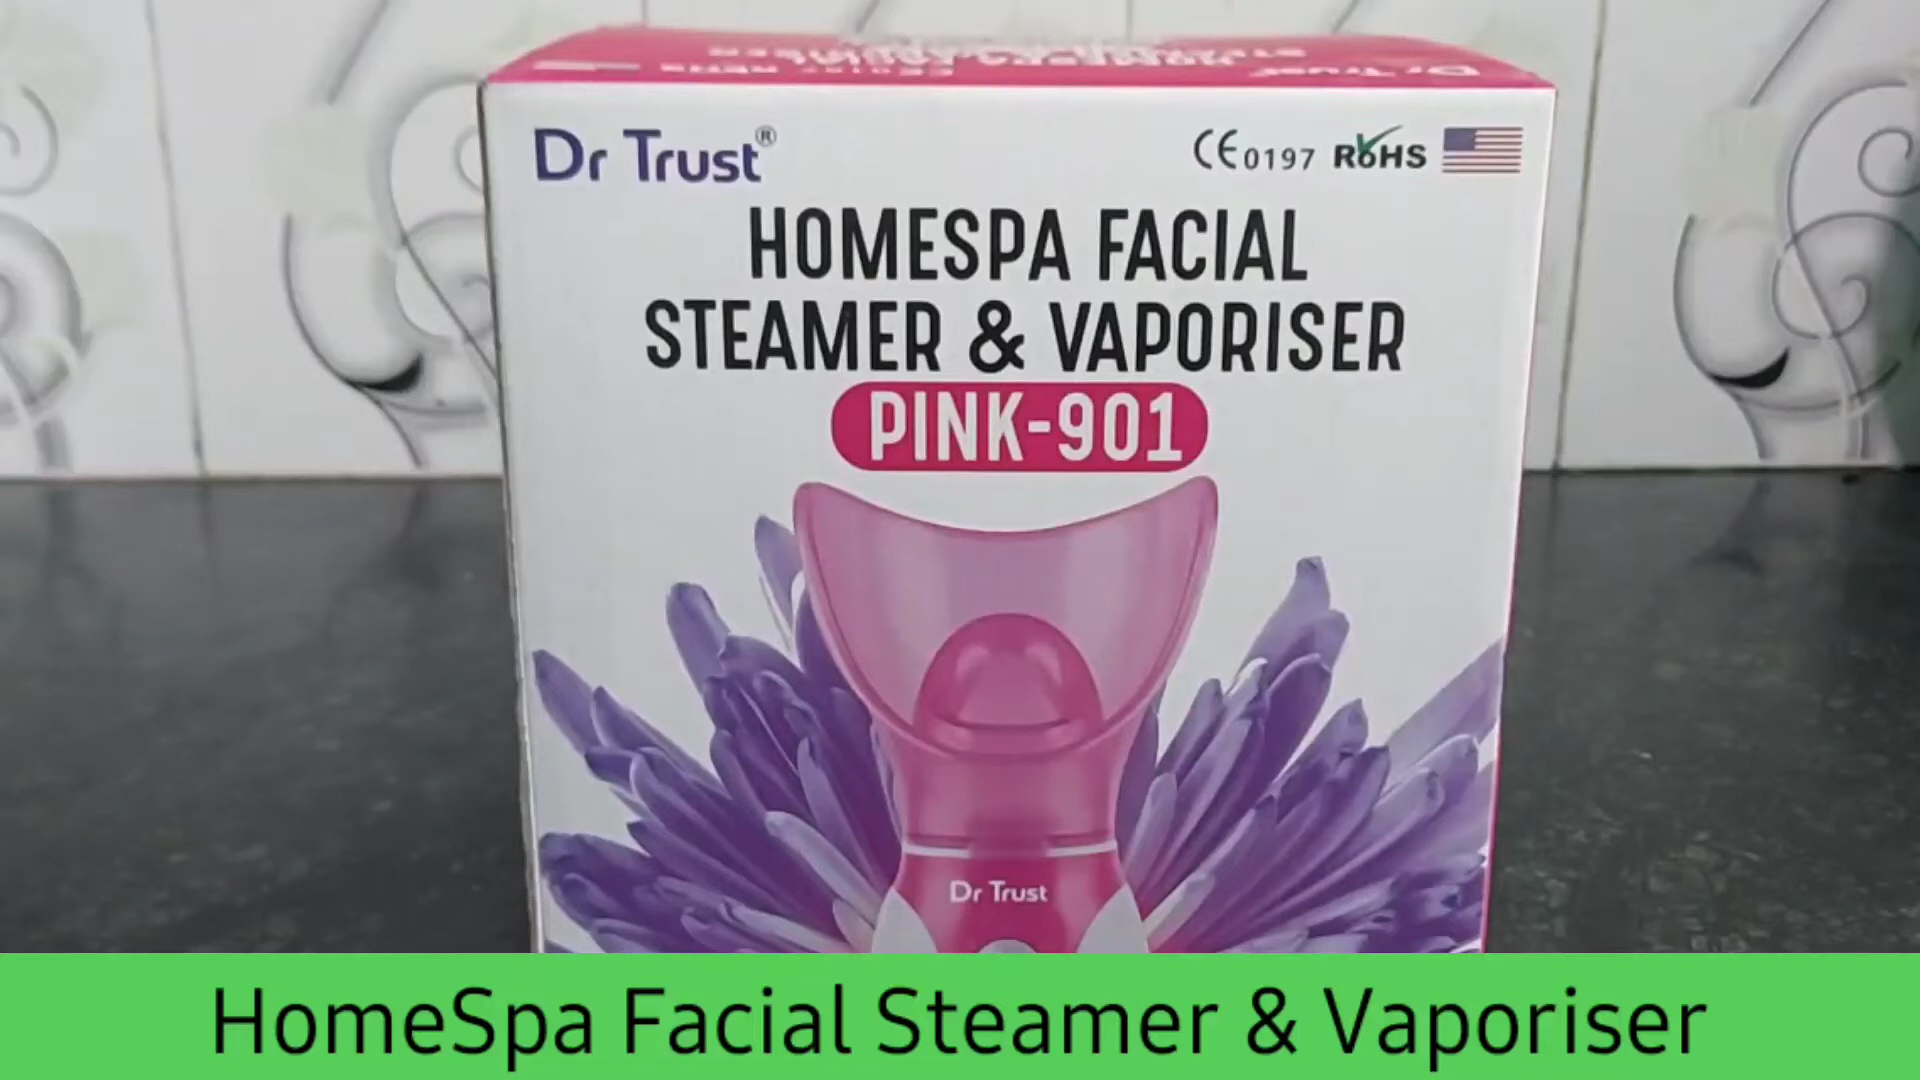 Dr Trust®
CE0197 RoHS
HOMESPA FACIAL
STEAMER & VAPORISER
PINK-901
Dr Trust
HomeSpa Facial Steamer & Vaporiser